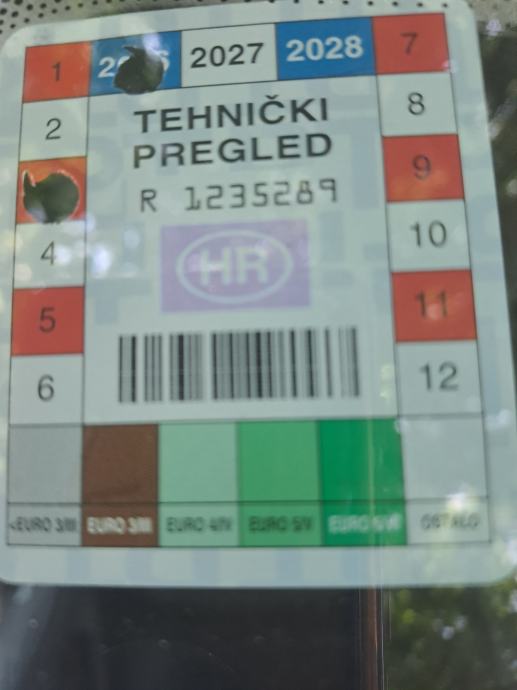 1 2027 2028 7
2 TEHNIČKI 8
PREGLED 9
R 1235289
4 HR 10
5 11
6 12
<EURO 3/III EURO 3/III EURO 4/IV EURO 5/V EURO 6/VI OSTALO